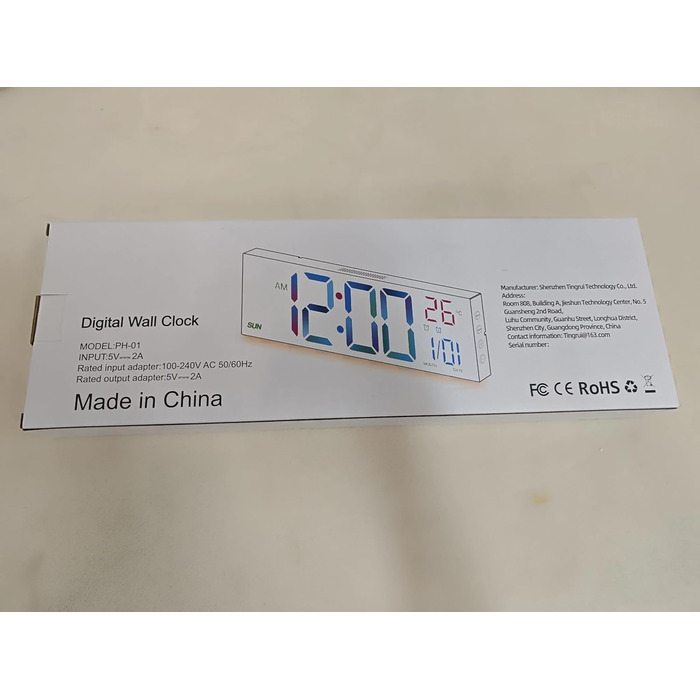 Digital Wall Clock
MODEL:PH-01
INPUT:5V⎓2A
Rated input adapter:100-240V AC 50/60Hz
Rated output adapter:5V⎓2A
Made in China
AM
12:00
SUN
26 °C
1/01
MONTH DATE
Manufacturer: Shenzhen Tingrui Technology Co., Ltd.
Address:
Room 808, Building A, Jieshun Technology Center, No. 5
Guansheng 2nd Road,
Luhu Community, Guanhu Street, Longhua District,
Shenzhen City, Guangdong Province, China
Contact information: Tingrui@163.com
Serial number:
FC CE RoHS